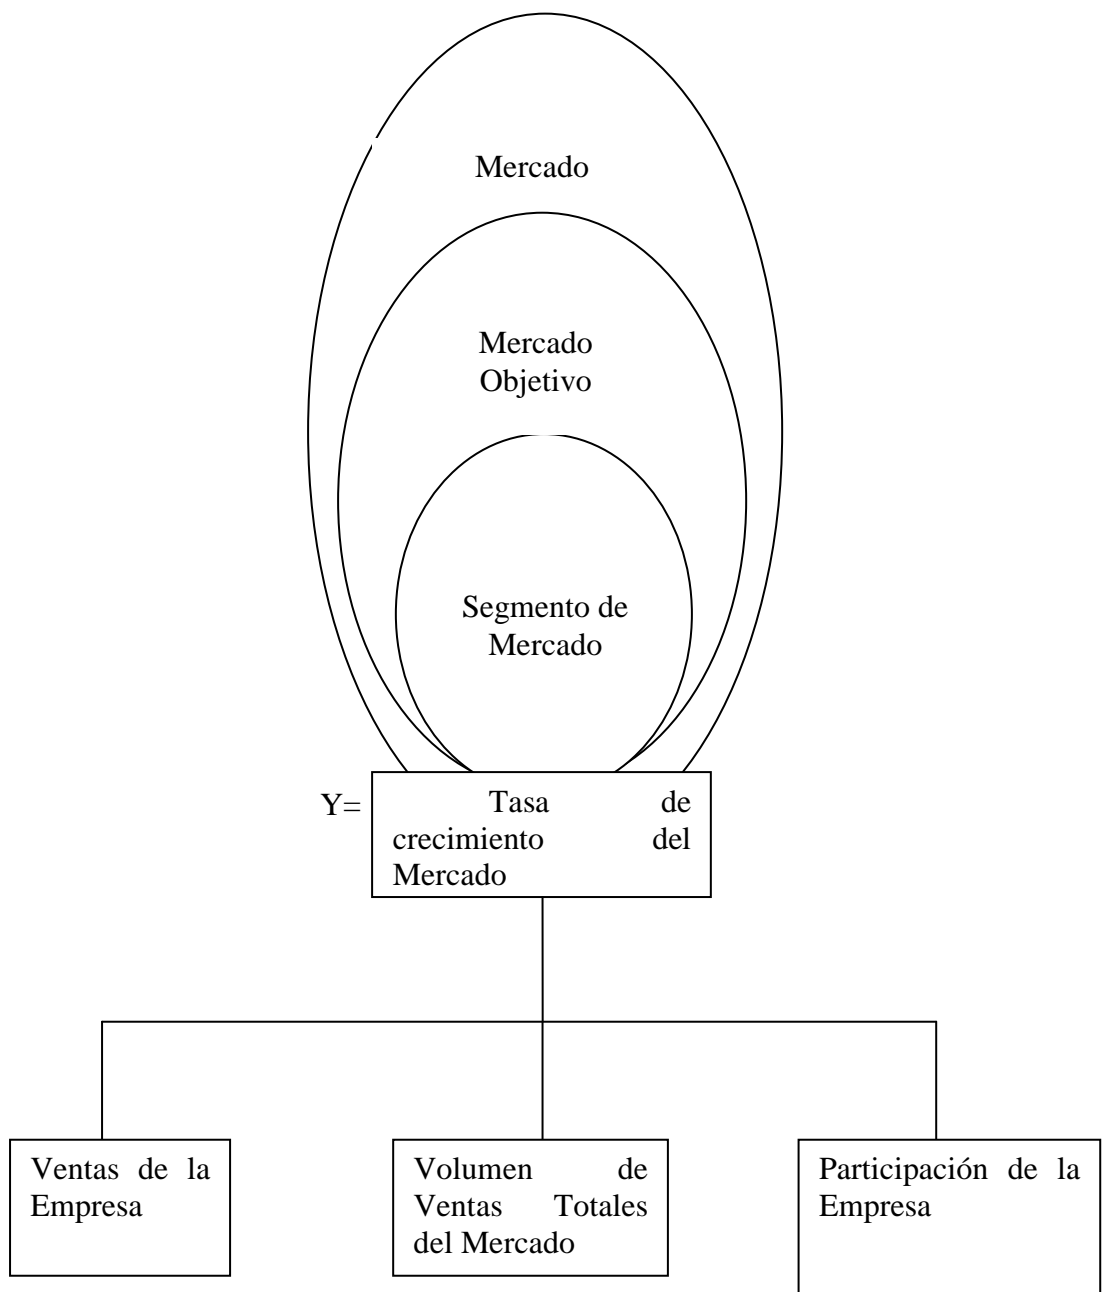 Mercado
Mercado
Objetivo
Segmento de
Mercado
Y=
Tasa de
crecimiento del
Mercado
Ventas de la
Empresa
Volumen de
Ventas Totales
del Mercado
Participación de la
Empresa